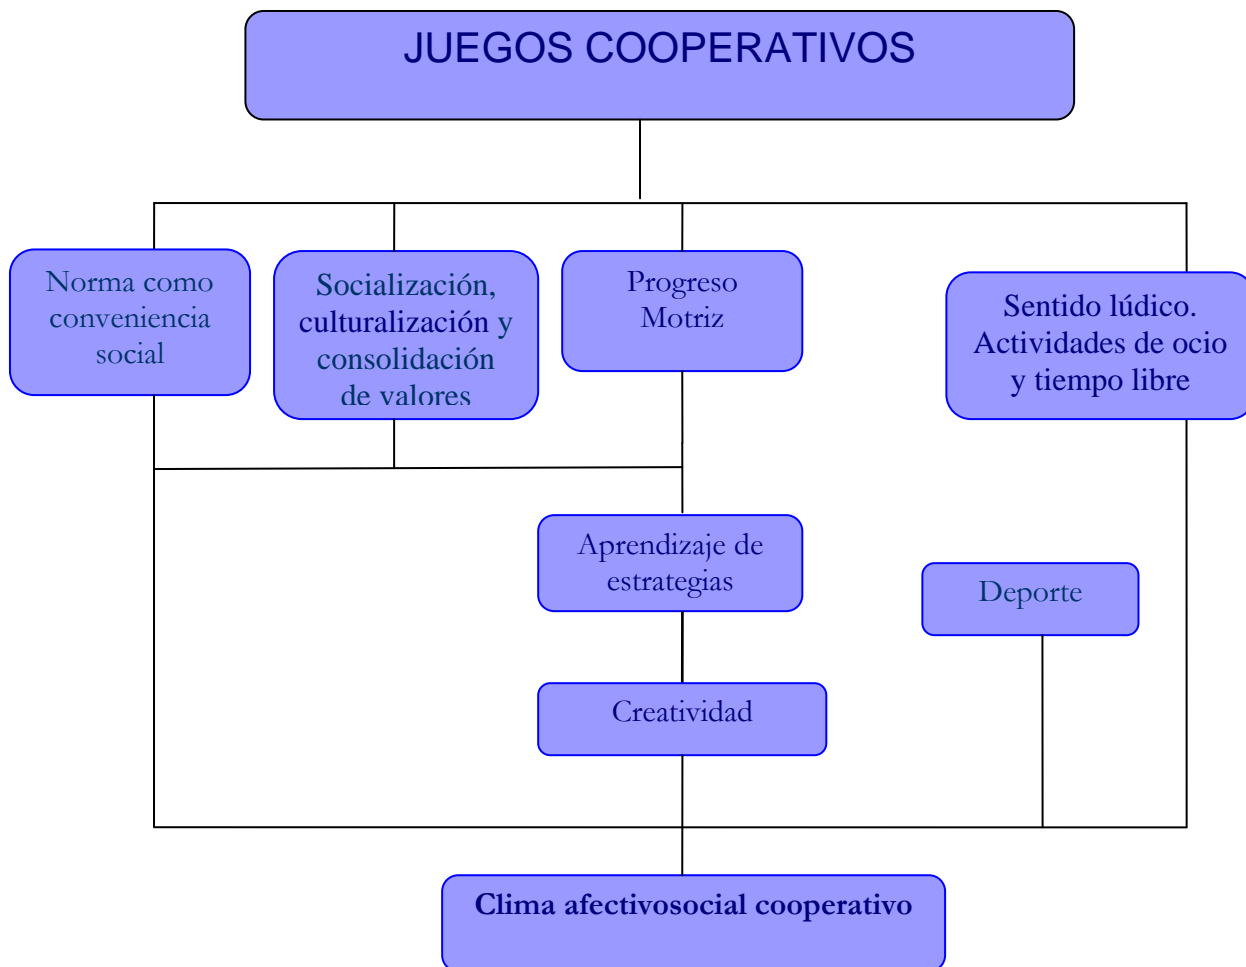 JUEGOS COOPERATIVOS
Norma como
conveniencia
social
Socialización,
culturalización y
consolidación
de valores
Progreso
Motriz
Sentido lúdico.
Actividades de ocio
y tiempo libre
Aprendizaje de
estrategias
Deporte
Creatividad
Clima afectivosocial cooperativo